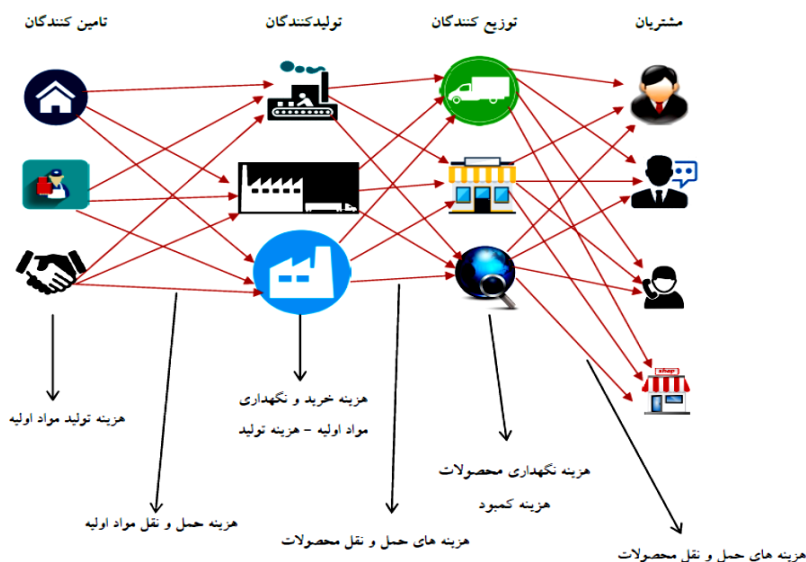 تامین کنندگان
تولیدکنندگان
توزیع کنندگان
مشتریان
shop
هزینه تولید مواد اولیه
هزینه خرید و نگهداری
مواد اولیه – هزینه تولید
هزینه نگهداری محصولات
هزینه کمبود
هزینه حمل و نقل مواد اولیه
هزینه های حمل و نقل محصولات
هزینه های حمل و نقل محصولات